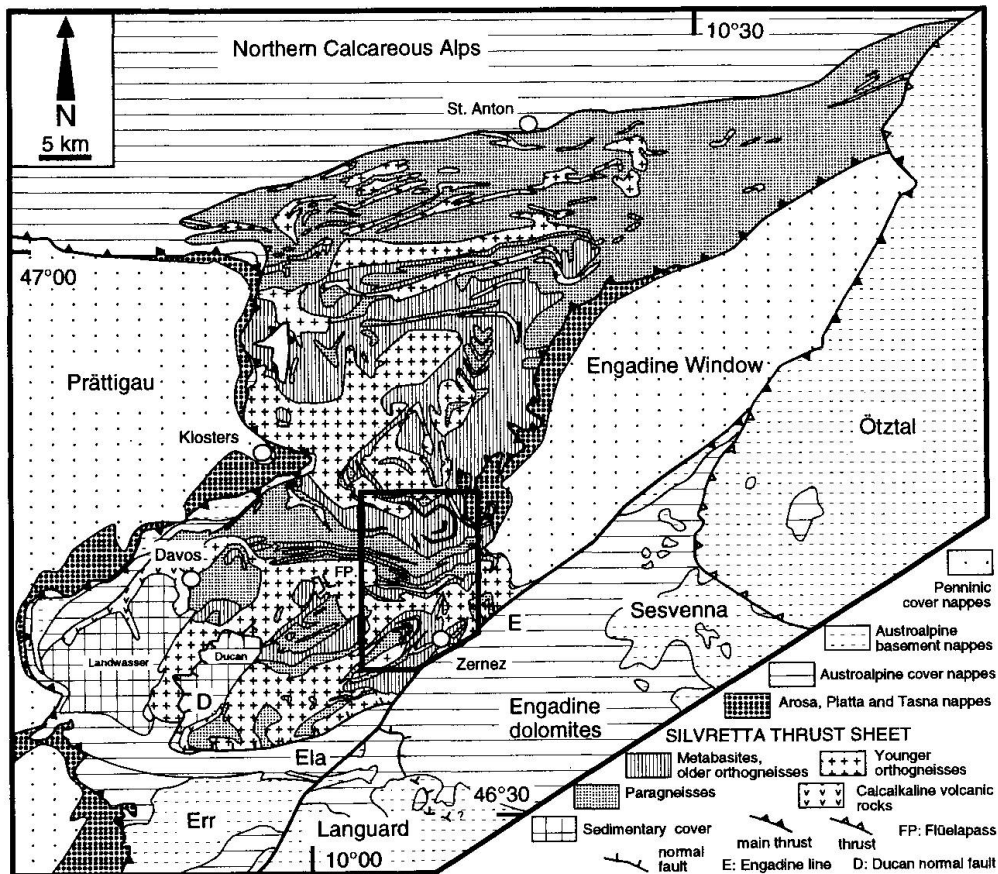 Northern Calcareous Alps
10°30
N
5 km
St. Anton
47°00
Prättigau
Engadine Window
Ötztal
Klosters
Davos
FP
Landwasser
Ducan
D
E
Zernez
Sesvenna
Engadine
dolomites
Ela
Err
Languard
46°30
10°00
Penninic
cover nappes
Austroalpine
basement nappes
Austroalpine cover nappes
Arosa, Platta and Tasna nappes
SILVRETTA THRUST SHEET
Metabasites,
older orthogneisses
Younger
orthogneisses
Paragneisses
Calcalkaline volcanic
rocks
Sedimentary cover
main thrust
thrust
FP: Flüelapass
normal
fault
E: Engadine line
D: Ducan normal fault